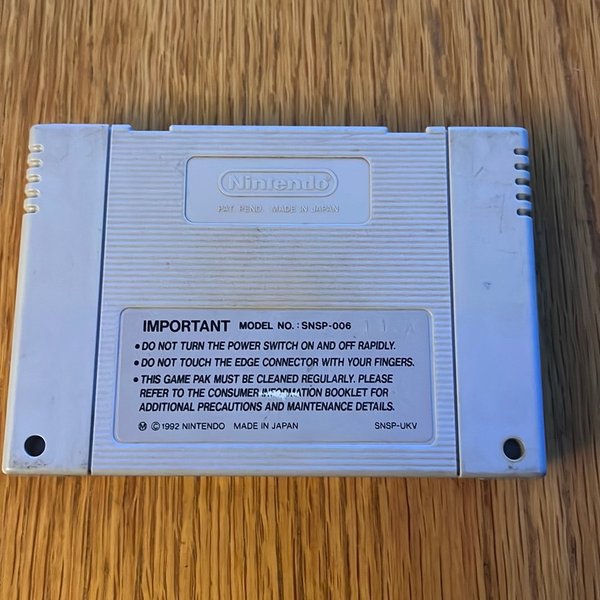 Nintendo
PAT. PEND. MADE IN JAPAN
IMPORTANT MODEL NO.: SNSP-006 11 A
• DO NOT TURN THE POWER SWITCH ON AND OFF RAPIDLY.
• DO NOT TOUCH THE EDGE CONNECTOR WITH YOUR FINGERS.
• THIS GAME PAK MUST BE CLEANED REGULARLY. PLEASE
REFER TO THE CONSUMER INFORMATION BOOKLET FOR
ADDITIONAL PRECAUTIONS AND MAINTENANCE DETAILS.
Ⓜ © 1992 NINTENDO MADE IN JAPAN SNSP-UKV